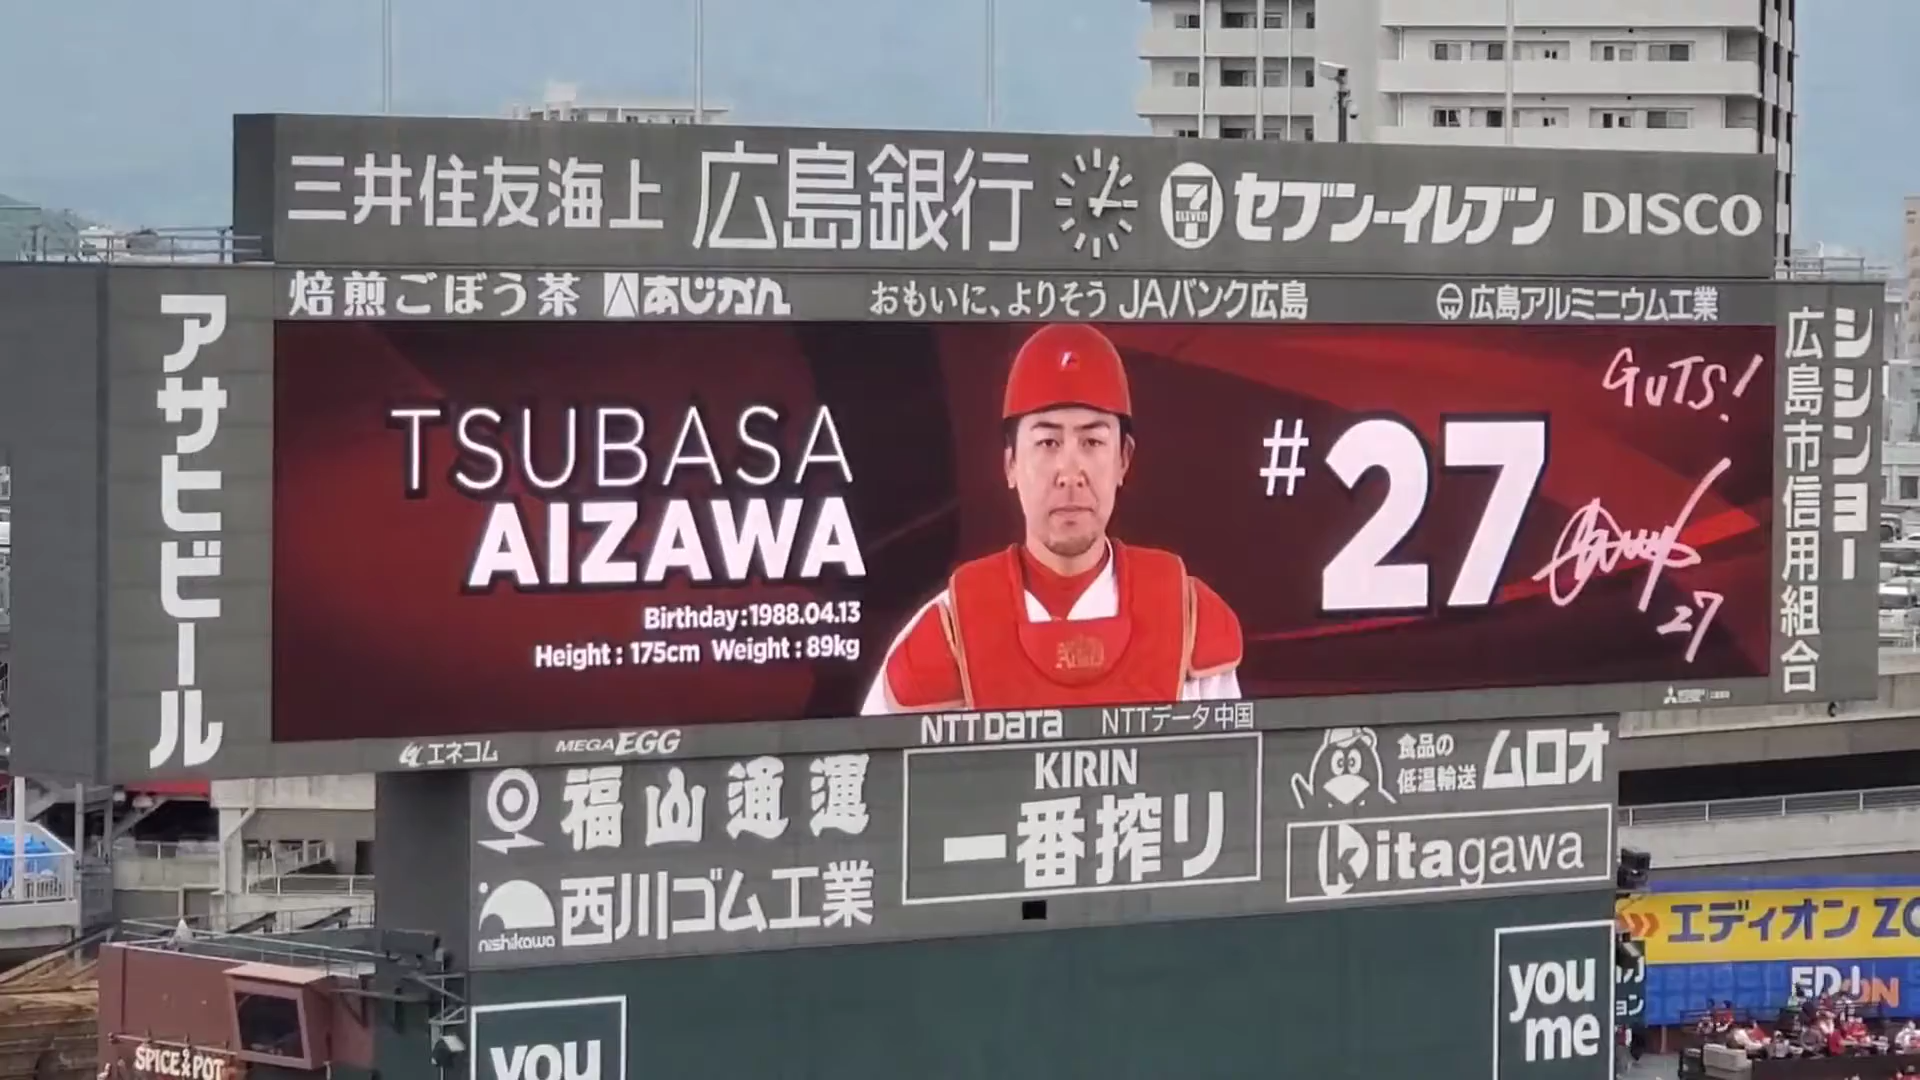 三井住友海上 広島銀行 7 ELEVEN セブン-イレブン DISCO
焙煎ごぼう茶 あじかん おもいに、よりそう JAバンク広島 広島アルミニウム工業
アサヒビール
TSUBASA
AIZAWA
Birthday:1988.04.13
Height: 175cm Weight: 89kg
#27
GUTS!
27
シシンヨー
広島市信用組合
エネコム MEGA EGG NTT DATA NTTデータ中国
福山通運
KIRIN
一番搾り
食品の
低温輸送 ムロオ
nishikawa 西川ゴム工業
kitagawa
エディオン
EDION
you
me
you
SPICE & POT